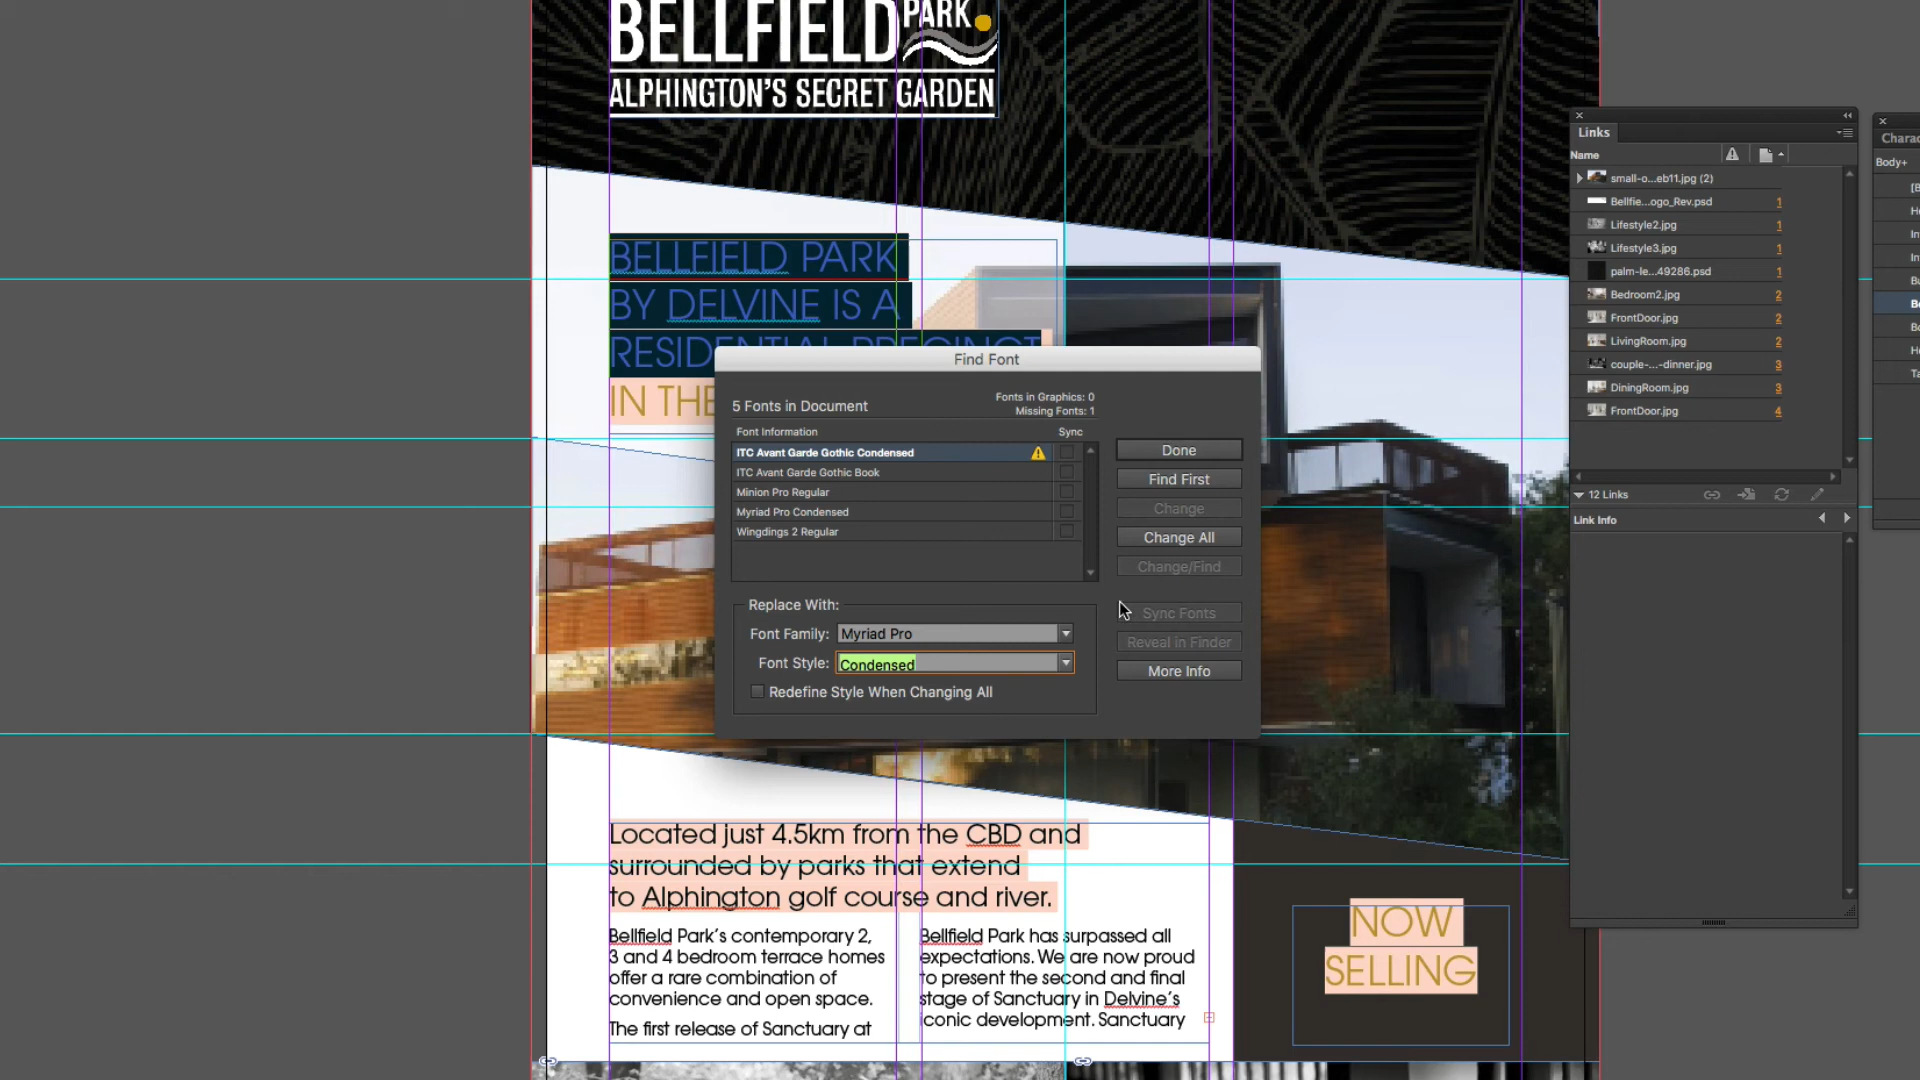 BELLFIELD PARK
ALPHINGTON'S SECRET GARDEN
BELLFIELD PARK
BY DELVINE IS A
RESIDENTIAL PRECINCT
IN THE
Find Font
5 Fonts in Document
Fonts in Graphics: 0
Missing Fonts: 1
Font Information Sync
ITC Avant Garde Gothic Condensed
ITC Avant Garde Gothic Book
Minion Pro Regular
Myriad Pro Condensed
Wingdings 2 Regular
Done
Find First
Change
Change All
Change/Find
Sync Fonts
Reveal in Finder
More Info
Replace With:
Font Family: Myriad Pro
Font Style: Condensed
Redefine Style When Changing All
Located just 4.5km from the CBD and
surrounded by parks that extend
to Alphington golf course and river.
Bellfield Park's contemporary 2,
3 and 4 bedroom terrace homes
offer a rare combination of
convenience and open space.
The first release of Sanctuary at
Bellfield Park has surpassed all
expectations. We are now proud
to present the second and final
stage of Sanctuary in Delvine's
iconic development. Sanctuary
NOW
SELLING
Links
Name
small-o...eb11.jpg (2)
Bellfie...ogo_Rev.psd 1
Lifestyle2.jpg 1
Lifestyle3.jpg 1
palm-le...49286.psd 1
Bedroom2.jpg 2
FrontDoor.jpg 2
LivingRoom.jpg 2
couple-...-dinner.jpg 3
DiningRoom.jpg 3
FrontDoor.jpg 4
12 Links
Link Info
Charac
Body+
[B
H
In
In
Bu
B
Bo
H
Ta